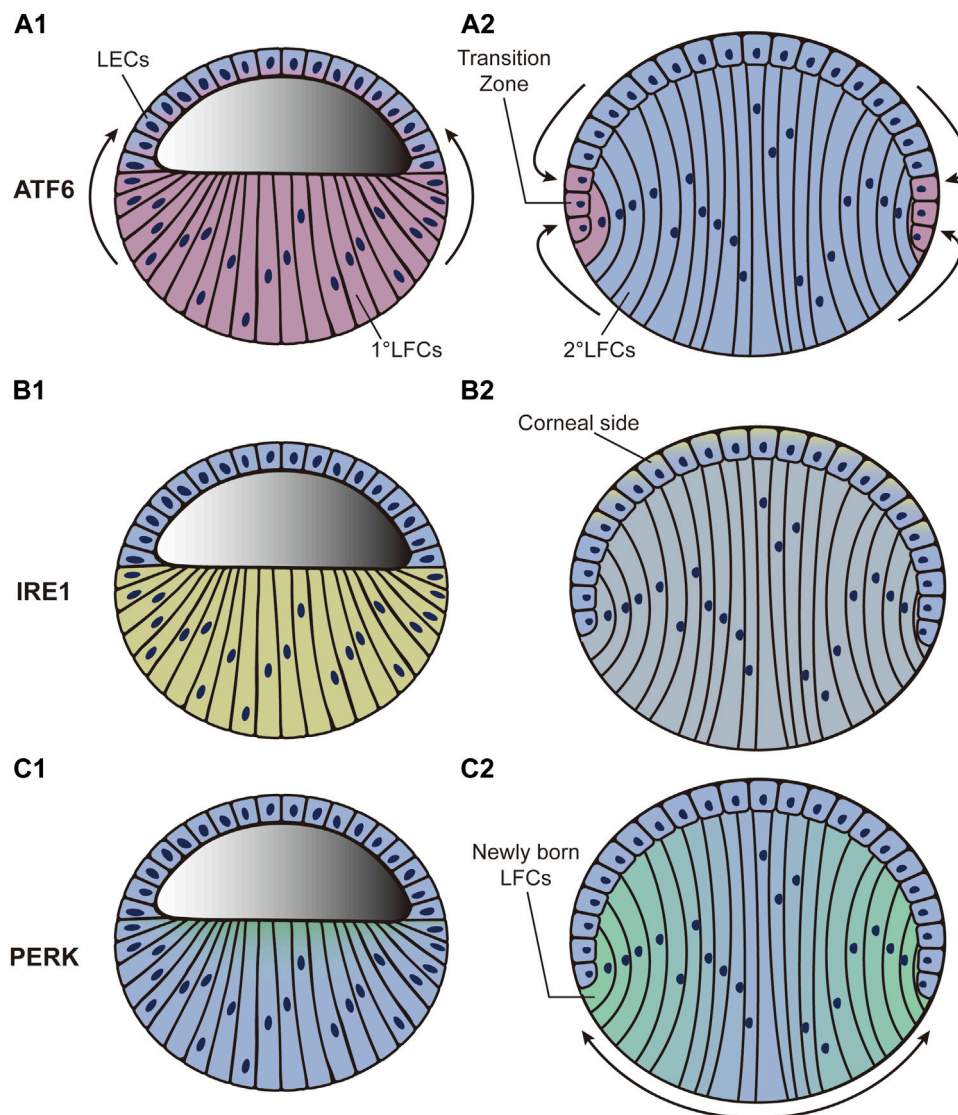 A1
A2
LECs
Transition
Zone
ATF6
1°LFCs
2°LFCs
B1
B2
Corneal side
IRE1
C1
C2
Newly born
LFCs
PERK